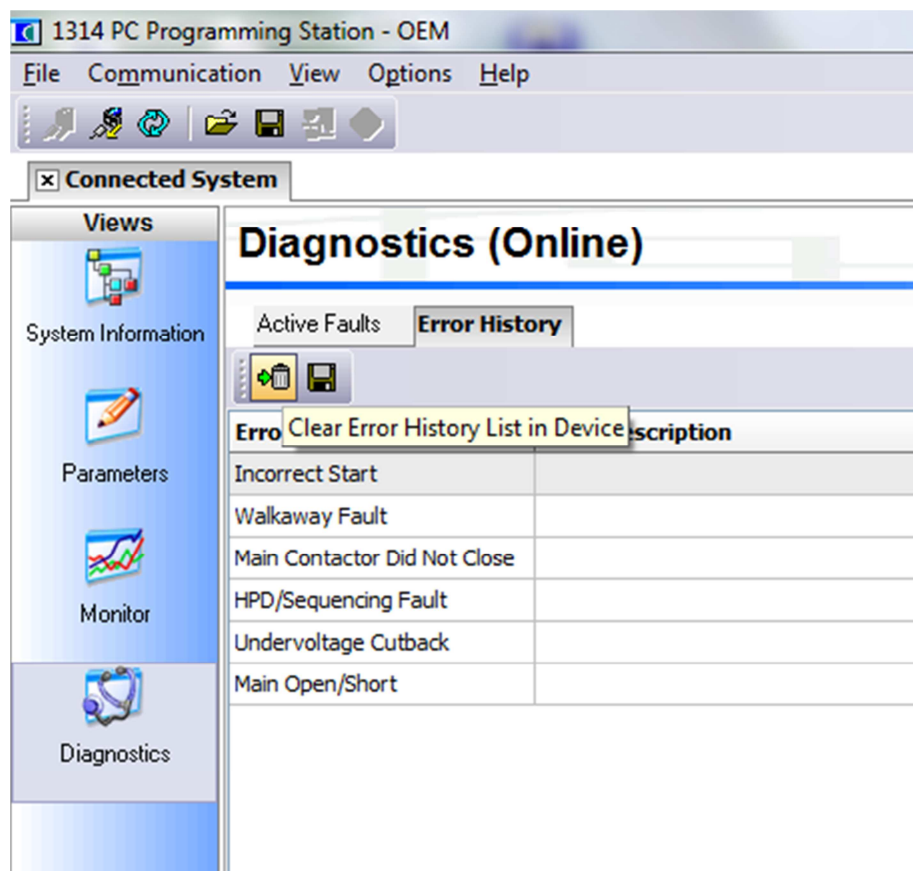 1314 PC Programming Station - OEM
File Communication View Options Help
Connected System
Views
Diagnostics (Online)
System Information
Active Faults Error History
Clear Error History List in Device
Parameters
Incorrect Start
Walkaway Fault
Main Contactor Did Not Close
Monitor
HPD/Sequencing Fault
Undervoltage Cutback
Main Open/Short
Diagnostics